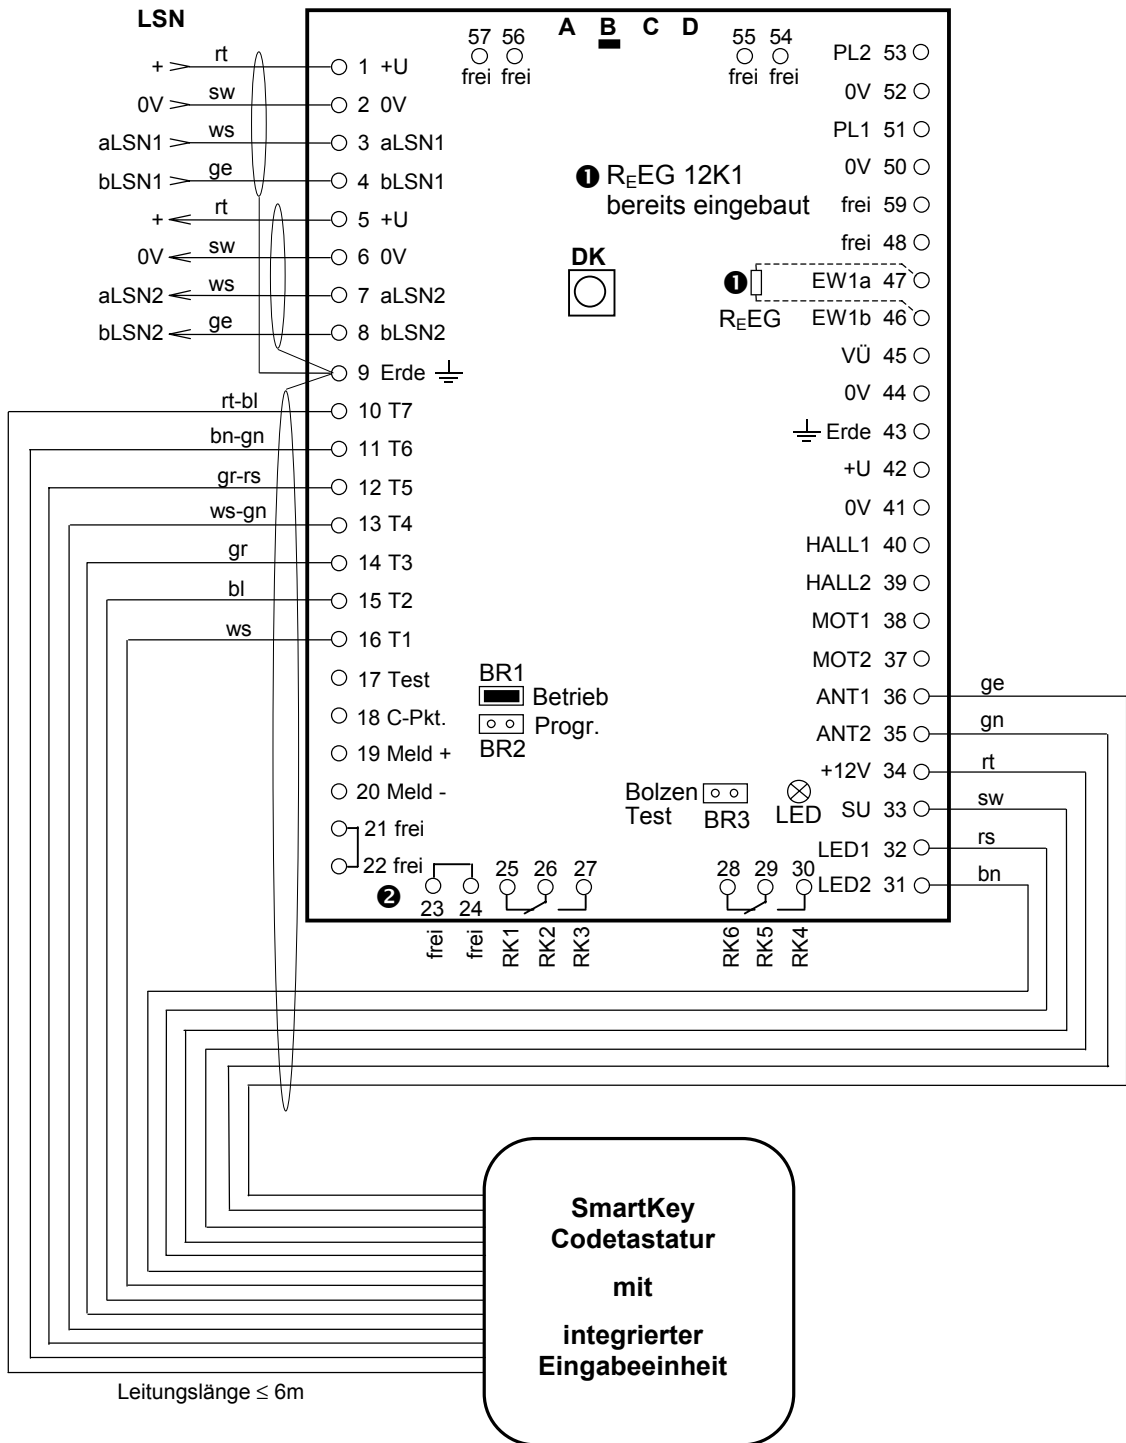 LSN
A B C D
57 56
frei frei
55 54
frei frei
+ rt 1 +U
0V sw 2 0V
aLSN1 ws 3 aLSN1
bLSN1 ge 4 bLSN1
+ rt 5 +U
0V sw 6 0V
aLSN2 ws 7 aLSN2
bLSN2 ge 8 bLSN2
9 Erde
rt-bl 10 T7
bn-gn 11 T6
gr-rs 12 T5
ws-gn 13 T4
gr 14 T3
bl 15 T2
ws 16 T1
17 Test
18 C-Pkt.
19 Meld +
20 Meld -
21 frei
22 frei
❶ REEG 12K1
bereits eingebaut
DK
❶
REEG
PL2 53
0V 52
PL1 51
0V 50
frei 59
frei 48
EW1a 47
EW1b 46
VÜ 45
0V 44
Erde 43
+U 42
0V 41
HALL1 40
HALL2 39
MOT1 38
MOT2 37
ANT1 36 ge
ANT2 35 gn
+12V 34 rt
SU 33 sw
LED1 32 rs
LED2 31 bn
BR1
Betrieb
Progr.
BR2
Bolzen
Test
BR3
LED
❷
23 24 25 26 27
28 29 30
frei frei RK1 RK2 RK3
RK6 RK5 RK4
SmartKey
Codetastatur
mit
integrierter
Eingabeeinheit
Leitungslänge ≤ 6m